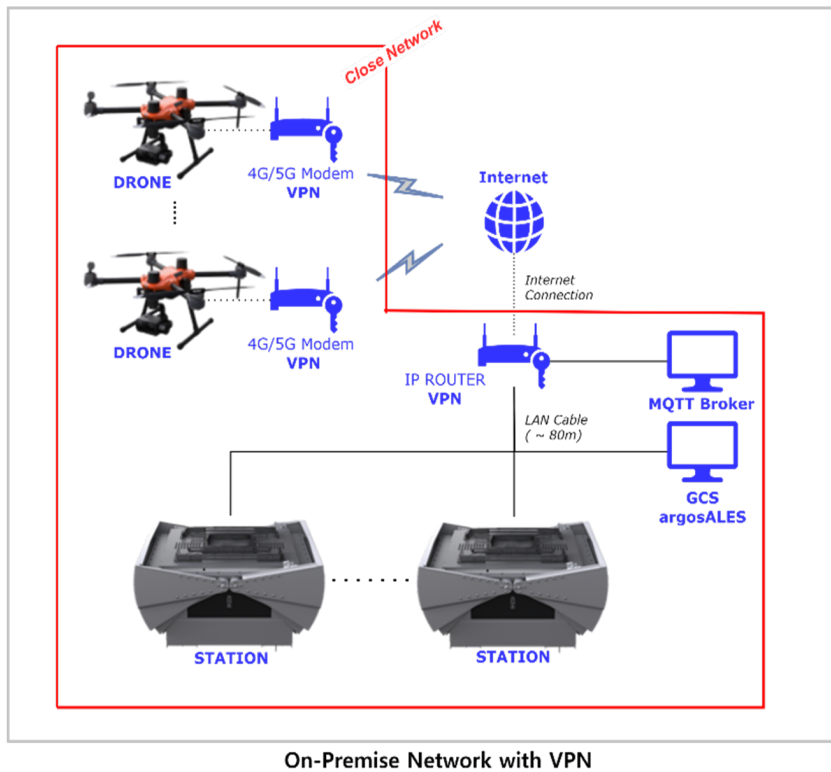 Close Network
DRONE
4G/5G Modem
VPN
Internet
DRONE
4G/5G Modem
VPN
Internet
Connection
IP ROUTER
VPN
MQTT Broker
LAN Cable
( ~ 80m)
GCS
argosALES
STATION
STATION
On-Premise Network with VPN